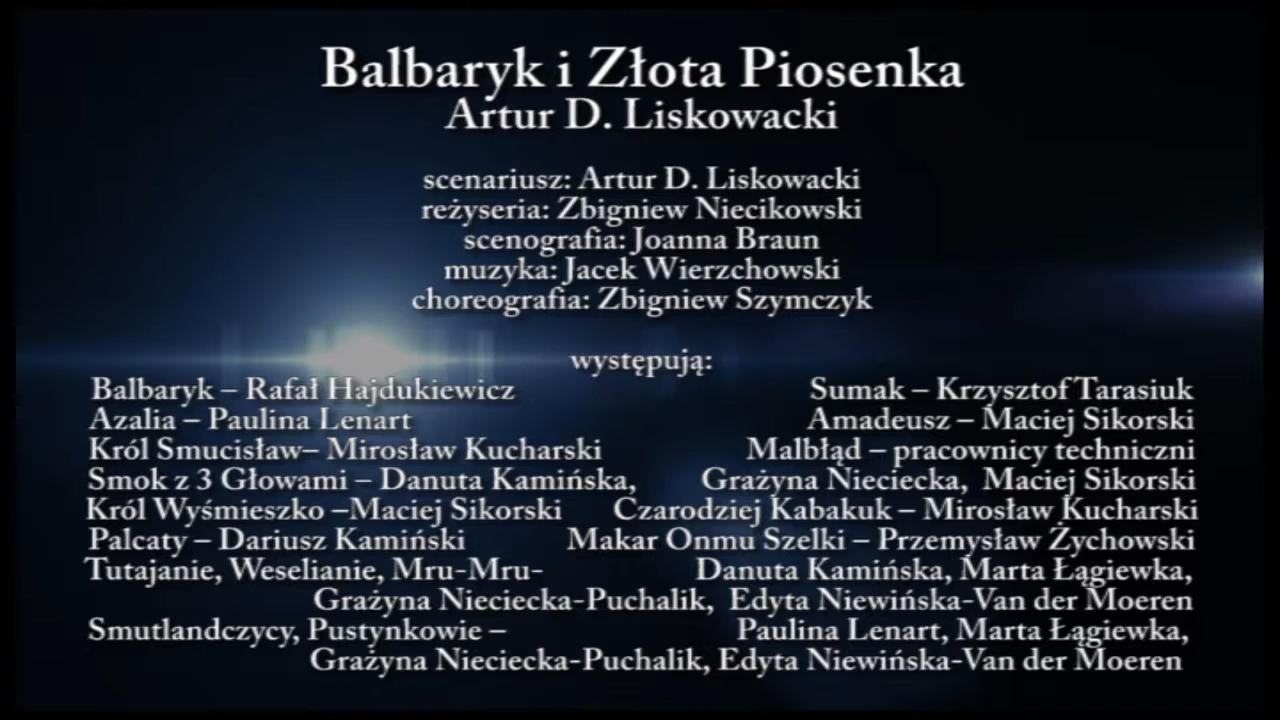 Balbaryk i Złota Piosenka
Artur D. Liskowacki
scenariusz: Artur D. Liskowacki
reżyseria: Zbigniew Niecikowski
scenografia: Joanna Braun
muzyka: Jacek Wierzchowski
choreografia: Zbigniew Szymczyk
występują:
Balbaryk – Rafał Hajdukiewicz Sumak – Krzysztof Tarasiuk
Azalia – Paulina Lenart Amadeusz – Maciej Sikorski
Król Smucisław– Mirosław Kucharski Malbłąd – pracownicy techniczni
Smok z 3 Głowami – Danuta Kamińska, Grażyna Nieciecka, Maciej Sikorski
Król Wyśmieszko –Maciej Sikorski Czarodziej Kabakuk – Mirosław Kucharski
Palcaty – Dariusz Kamiński Makar Onmu Szelki – Przemysław Żychowski
Tutajanie, Weselianie, Mru-Mru- Danuta Kamińska, Marta Łągiewka,
Grażyna Nieciecka-Puchalik, Edyta Niewińska-Van der Moeren
Smutlandczycy, Pustynkowie – Paulina Lenart, Marta Łągiewka,
Grażyna Nieciecka-Puchalik, Edyta Niewińska-Van der Moeren